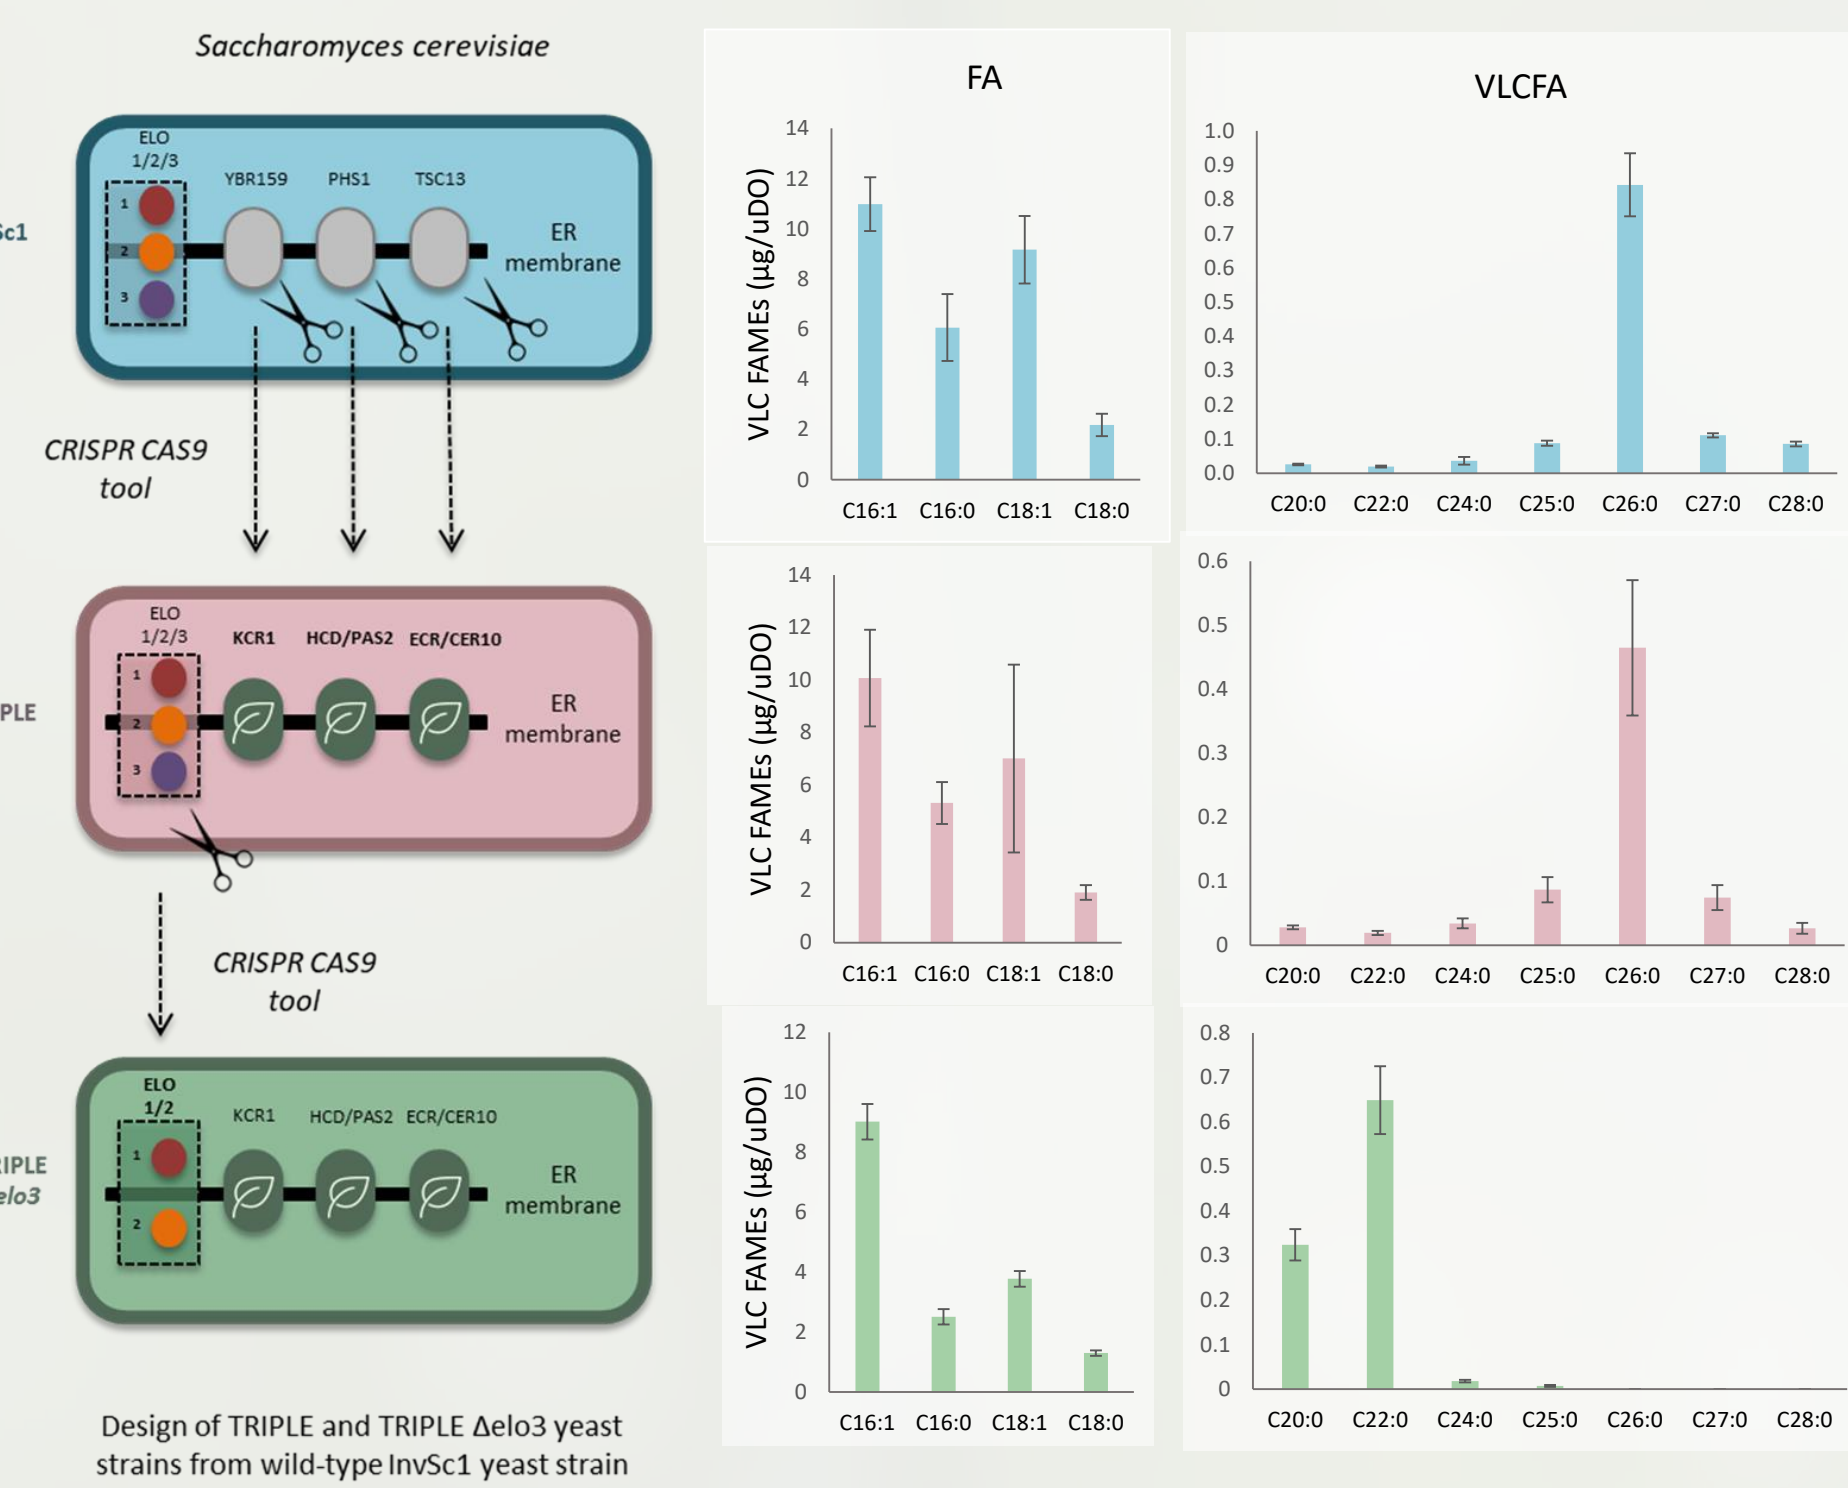 Saccharomyces cerevisiae
ELO
1/2/3
YBR159
PHS1
TSC13
1
2
3
ER
membrane
Sc1
CRISPR CAS9
tool
ELO
1/2/3
KCR1
HCD/PAS2
ECR/CER10
1
2
3
ER
membrane
PLE
CRISPR CAS9
tool
ELO
1/2
KCR1
HCD/PAS2
ECR/CER10
1
2
ER
membrane
RIPLE
elo3
Design of TRIPLE and TRIPLE Δelo3 yeast
strains from wild-type InvSc1 yeast strain
FA
VLC FAMEs (µg/uDO)
14
12
10
8
6
4
2
0
C16:1 C16:0 C18:1 C18:0
VLCFA
1.0
0.9
0.8
0.7
0.6
0.5
0.4
0.3
0.2
0.1
0.0
C20:0 C22:0 C24:0 C25:0 C26:0 C27:0 C28:0
VLC FAMEs (µg/uDO)
14
12
10
8
6
4
2
0
C16:1 C16:0 C18:1 C18:0
0.6
0.5
0.4
0.3
0.2
0.1
0
C20:0 C22:0 C24:0 C25:0 C26:0 C27:0 C28:0
VLC FAMEs (µg/uDO)
12
10
8
6
4
2
0
C16:1 C16:0 C18:1 C18:0
0.8
0.7
0.6
0.5
0.4
0.3
0.2
0.1
0
C20:0 C22:0 C24:0 C25:0 C26:0 C27:0 C28:0